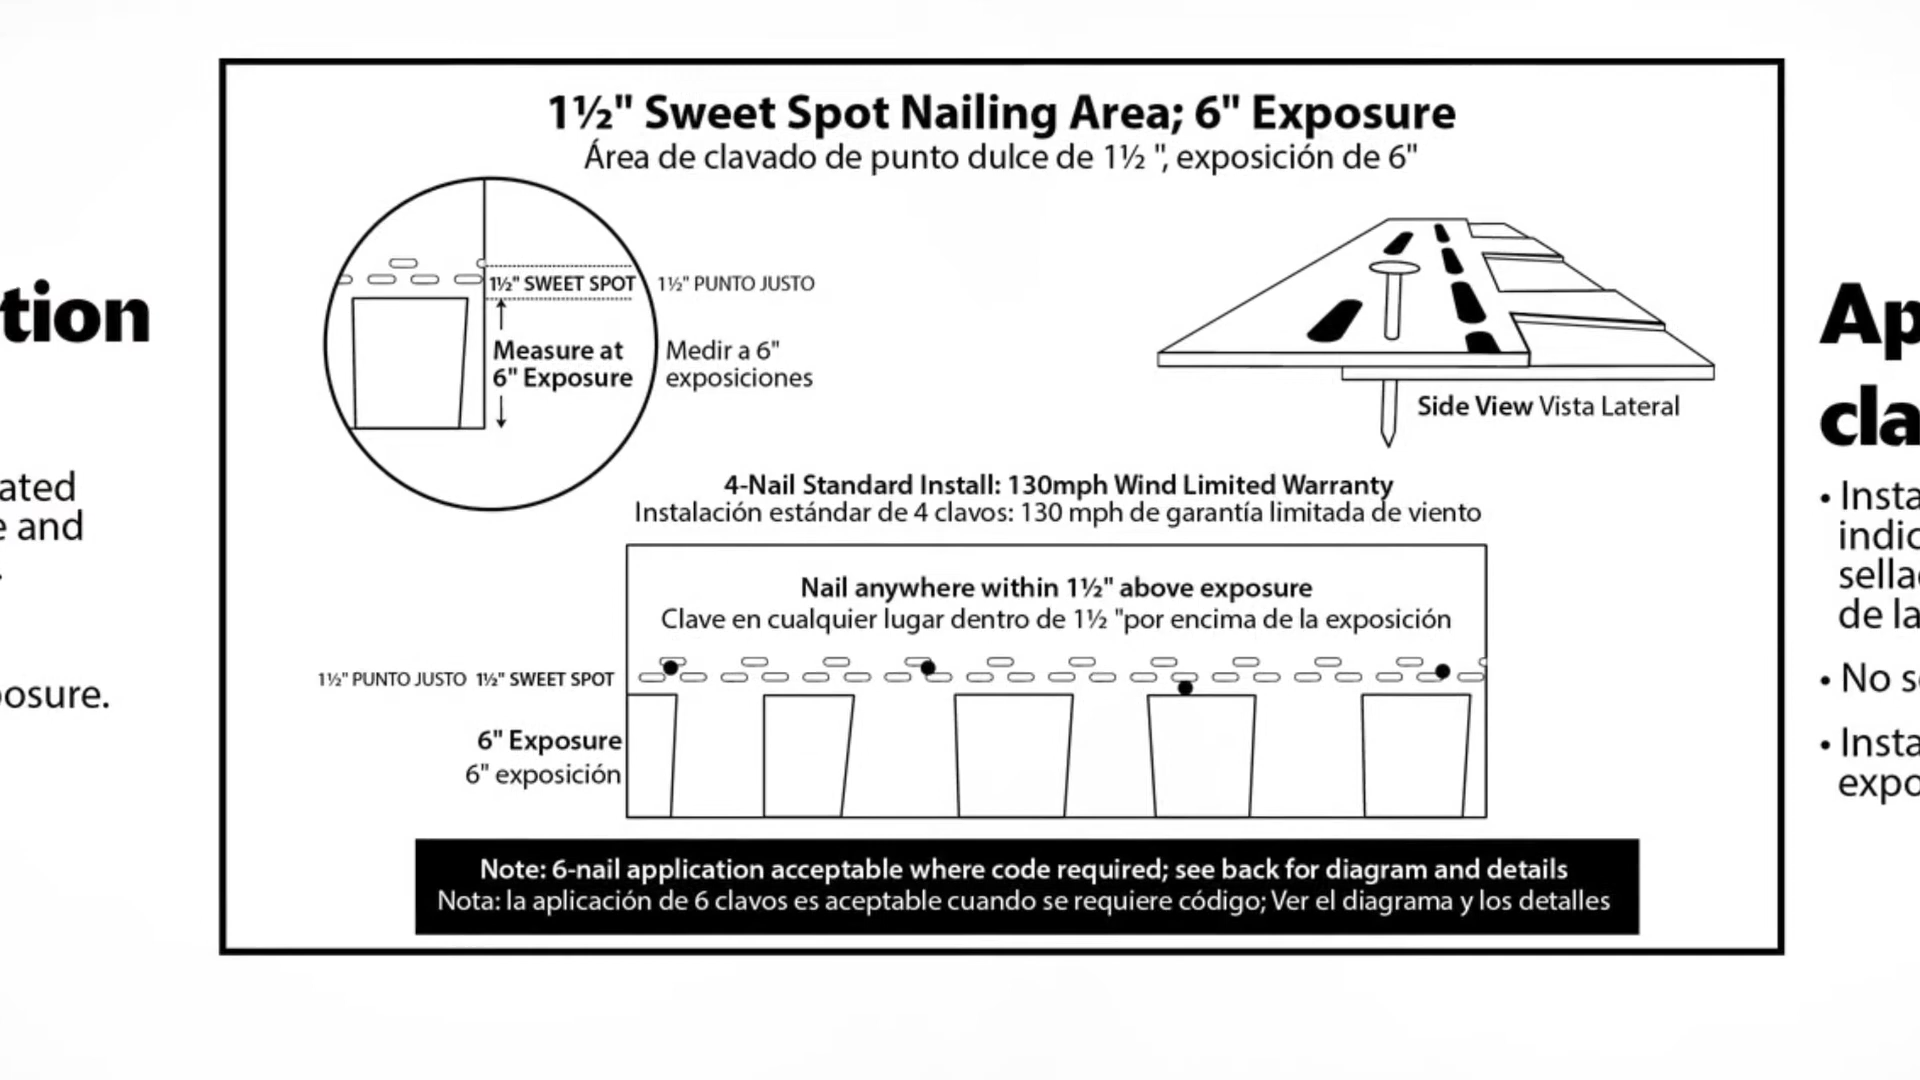 1½" Sweet Spot Nailing Area; 6" Exposure
Área de clavado de punto dulce de 1½ ", exposición de 6"
1½" SWEET SPOT 1½" PUNTO JUSTO
Measure at
6" Exposure
Medir a 6"
exposiciones
Side View Vista Lateral
4-Nail Standard Install: 130mph Wind Limited Warranty
Instalación estándar de 4 clavos: 130 mph de garantía limitada de viento
Nail anywhere within 1½" above exposure
Clave en cualquier lugar dentro de 1½ "por encima de la exposición
1½" PUNTO JUSTO 1½" SWEET SPOT
6" Exposure
6" exposición
Note: 6-nail application acceptable where code required; see back for diagram and details
Nota: la aplicación de 6 clavos es aceptable cuando se requiere código; Ver el diagrama y los detalles
tion
ated
e and
posure.
Ap
cla
• Insta
indic
sella
de la
• No s
• Insta
expo